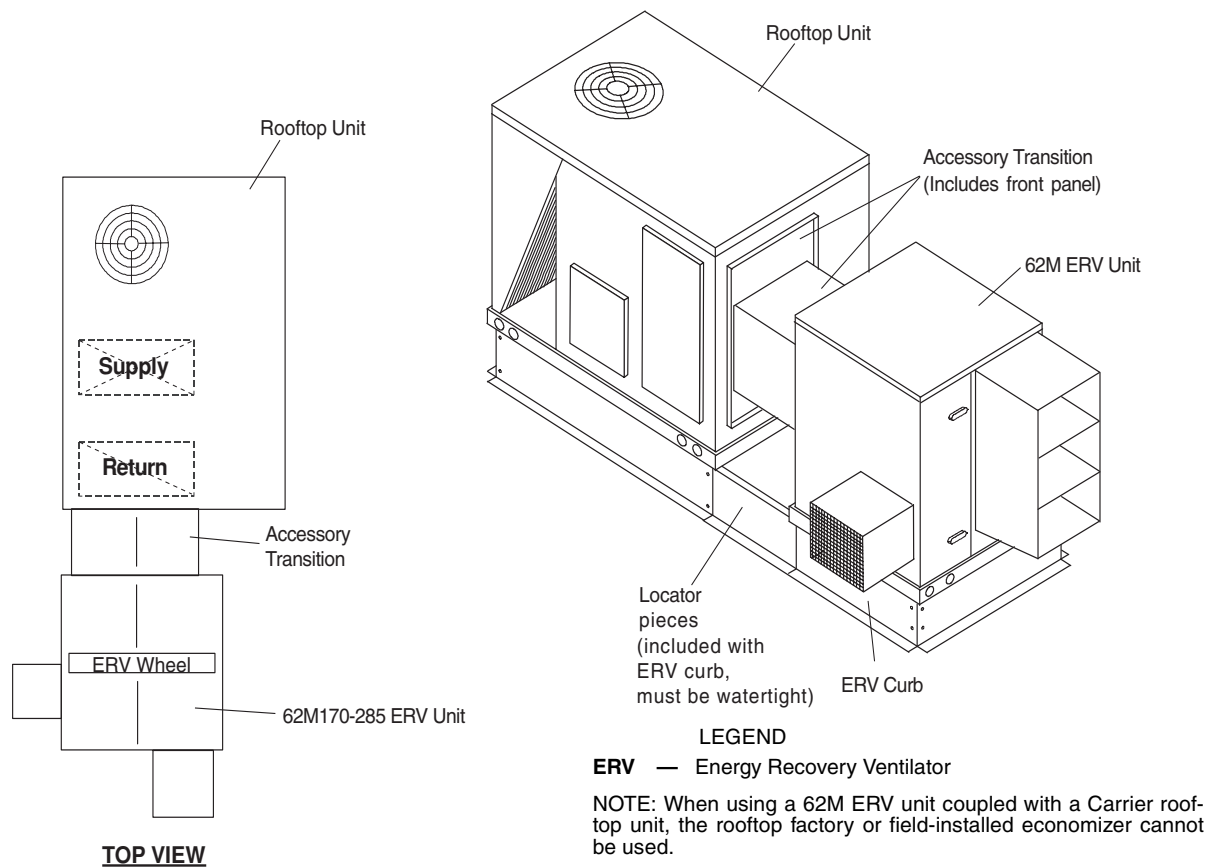 Rooftop Unit
Supply
Return
Accessory
Transition
ERV Wheel
62M170-285 ERV Unit
TOP VIEW
Rooftop Unit
Accessory Transition
(Includes front panel)
62M ERV Unit
Locator
pieces
(included with
ERV curb,
must be watertight)
ERV Curb
LEGEND
ERV — Energy Recovery Ventilator
NOTE: When using a 62M ERV unit coupled with a Carrier roof-
top unit, the rooftop factory or field-installed economizer cannot
be used.